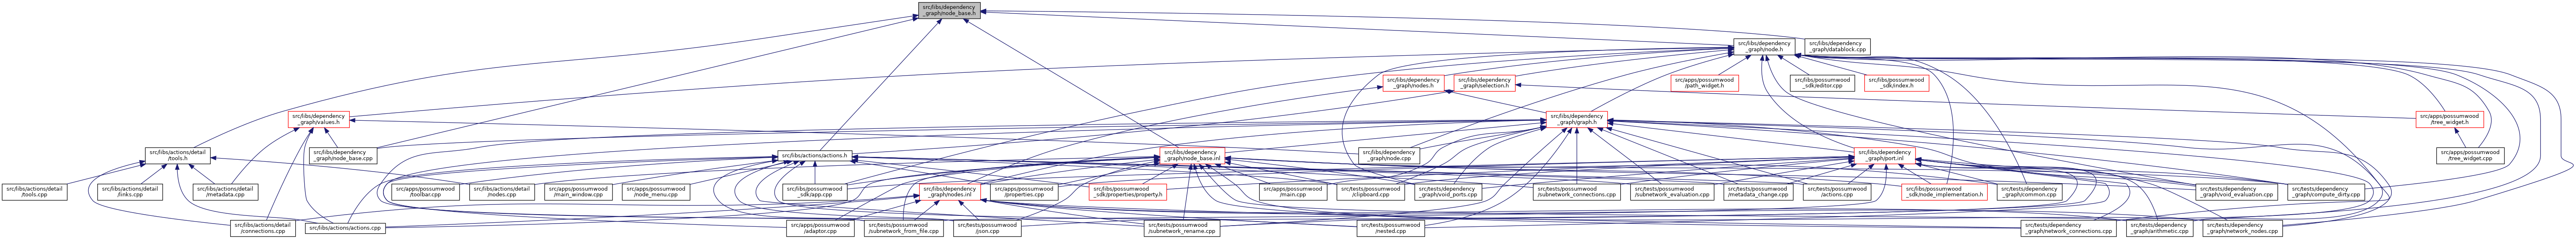 src/libs/dependency
_graph/node_base.h
src/libs/dependency
_graph/node.h
src/libs/dependency
_graph/datablock.cpp
src/libs/dependency
_graph/nodes.h
src/libs/dependency
_graph/selection.h
src/apps/possumwood
/path_widget.h
src/libs/possumwood
_sdk/editor.cpp
src/libs/possumwood
_sdk/index.h
src/libs/dependency
_graph/values.h
src/libs/dependency
_graph/graph.h
src/apps/possumwood
/tree_widget.h
src/libs/actions/detail
/tools.h
src/libs/dependency
_graph/node_base.cpp
src/libs/actions/actions.h
src/libs/dependency
_graph/node_base.inl
src/libs/dependency
_graph/node.cpp
src/libs/dependency
_graph/port.inl
src/apps/possumwood
/tree_widget.cpp
src/libs/actions/detail
/tools.cpp
src/libs/actions/detail
/links.cpp
src/libs/actions/detail
/metadata.cpp
src/apps/possumwood
/toolbar.cpp
src/libs/actions/detail
/nodes.cpp
src/apps/possumwood
/main_window.cpp
src/apps/possumwood
/node_menu.cpp
src/libs/possumwood
_sdk/app.cpp
src/libs/dependency
_graph/nodes.inl
src/apps/possumwood
/properties.cpp
src/libs/possumwood
_sdk/properties/property.h
src/apps/possumwood
/main.cpp
src/tests/possumwood
/clipboard.cpp
src/tests/dependency
_graph/void_ports.cpp
src/tests/possumwood
/subnetwork_connections.cpp
src/tests/possumwood
/subnetwork_evaluation.cpp
src/tests/possumwood
/metadata_change.cpp
src/tests/possumwood
/actions.cpp
src/libs/possumwood
_sdk/node_implementation.h
src/tests/dependency
_graph/common.cpp
src/tests/dependency
_graph/void_evaluation.cpp
src/tests/dependency
_graph/compute_dirty.cpp
src/libs/actions/detail
/connections.cpp
src/libs/actions/actions.cpp
src/apps/possumwood
/adaptor.cpp
src/tests/possumwood
/subnetwork_from_file.cpp
src/tests/possumwood
/json.cpp
src/tests/possumwood
/subnetwork_rename.cpp
src/tests/possumwood
/nested.cpp
src/tests/dependency
_graph/network_connections.cpp
src/tests/dependency
_graph/arithmetic.cpp
src/tests/dependency
_graph/network_nodes.cpp